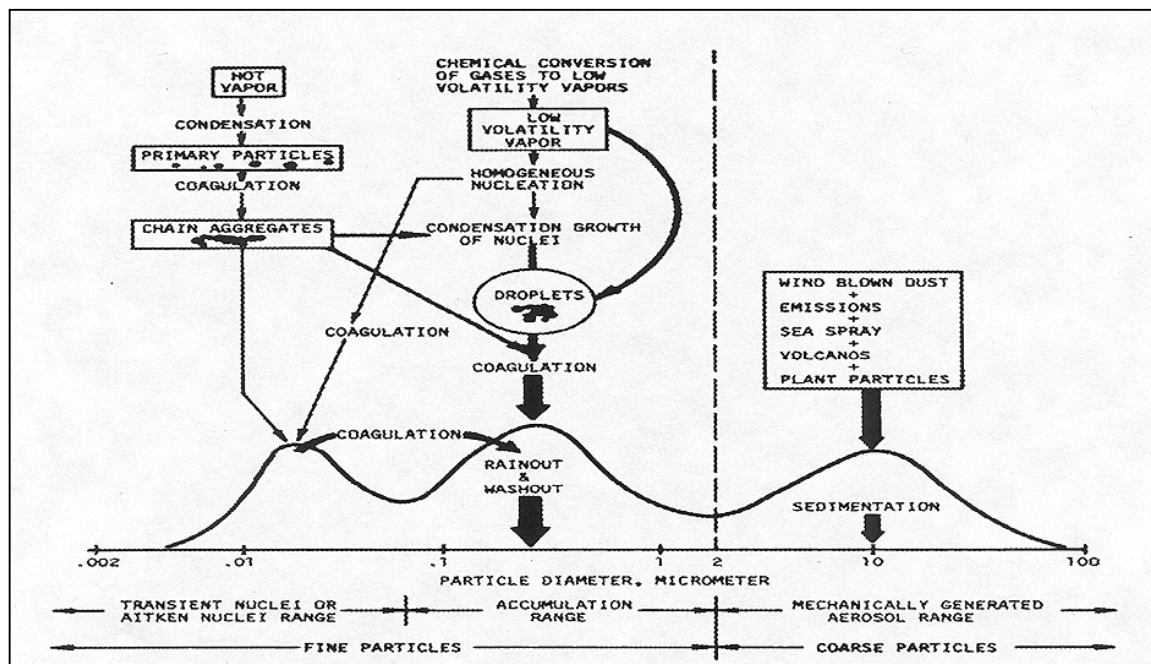 HOT
VAPOR
CONDENSATION
PRIMARY PARTICLES
COAGULATION
CHAIN AGGREGATES
CHEMICAL CONVERSION
OF GASES TO LOW
VOLATILITY VAPORS
LOW
VOLATILITY
VAPOR
HOMOGENEOUS
NUCLEATION
CONDENSATION GROWTH
OF NUCLEI
DROPLETS
COAGULATION
COAGULATION
COAGULATION
RAINOUT
&
WASHOUT
WIND BLOWN DUST
+
EMISSIONS
+
SEA SPRAY
+
VOLCANOS
+
PLANT PARTICLES
SEDIMENTATION
.002 .01 .1 1 2 10 100
PARTICLE DIAMETER, MICROMETER
TRANSIENT NUCLEI OR
AITKEN NUCLEI RANGE
ACCUMULATION
RANGE
MECHANICALLY GENERATED
AEROSOL RANGE
FINE PARTICLES
COARSE PARTICLES